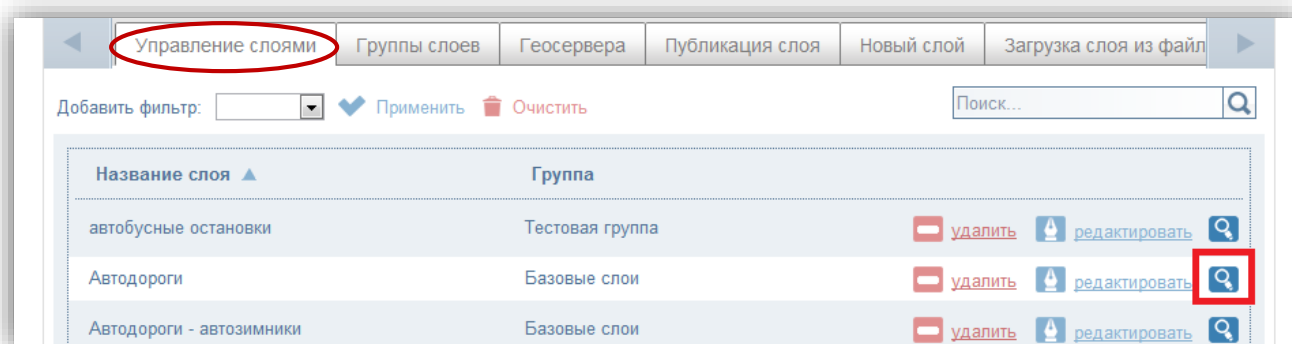 Управление слоями Группы слоев Геосервера Публикация слоя Новый слой Загрузка слоя из файл
Добавить фильтр: Применить Очистить Поиск...
Название слоя Группа
автобусные остановки Тестовая группа удалить редактировать
Автодороги Базовые слои удалить редактировать
Автодороги - автозимники Базовые слои удалить редактировать